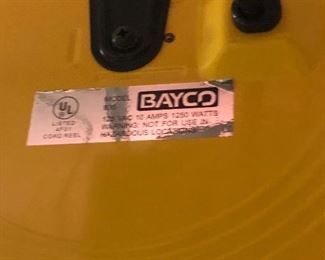 UL
LISTED
CORD REEL
MODEL
BAYCO
125 VAC 10 AMPS 1250 WATTS
WARNING: NOT FOR USE IN
HAZARDOUS LOCATIONS